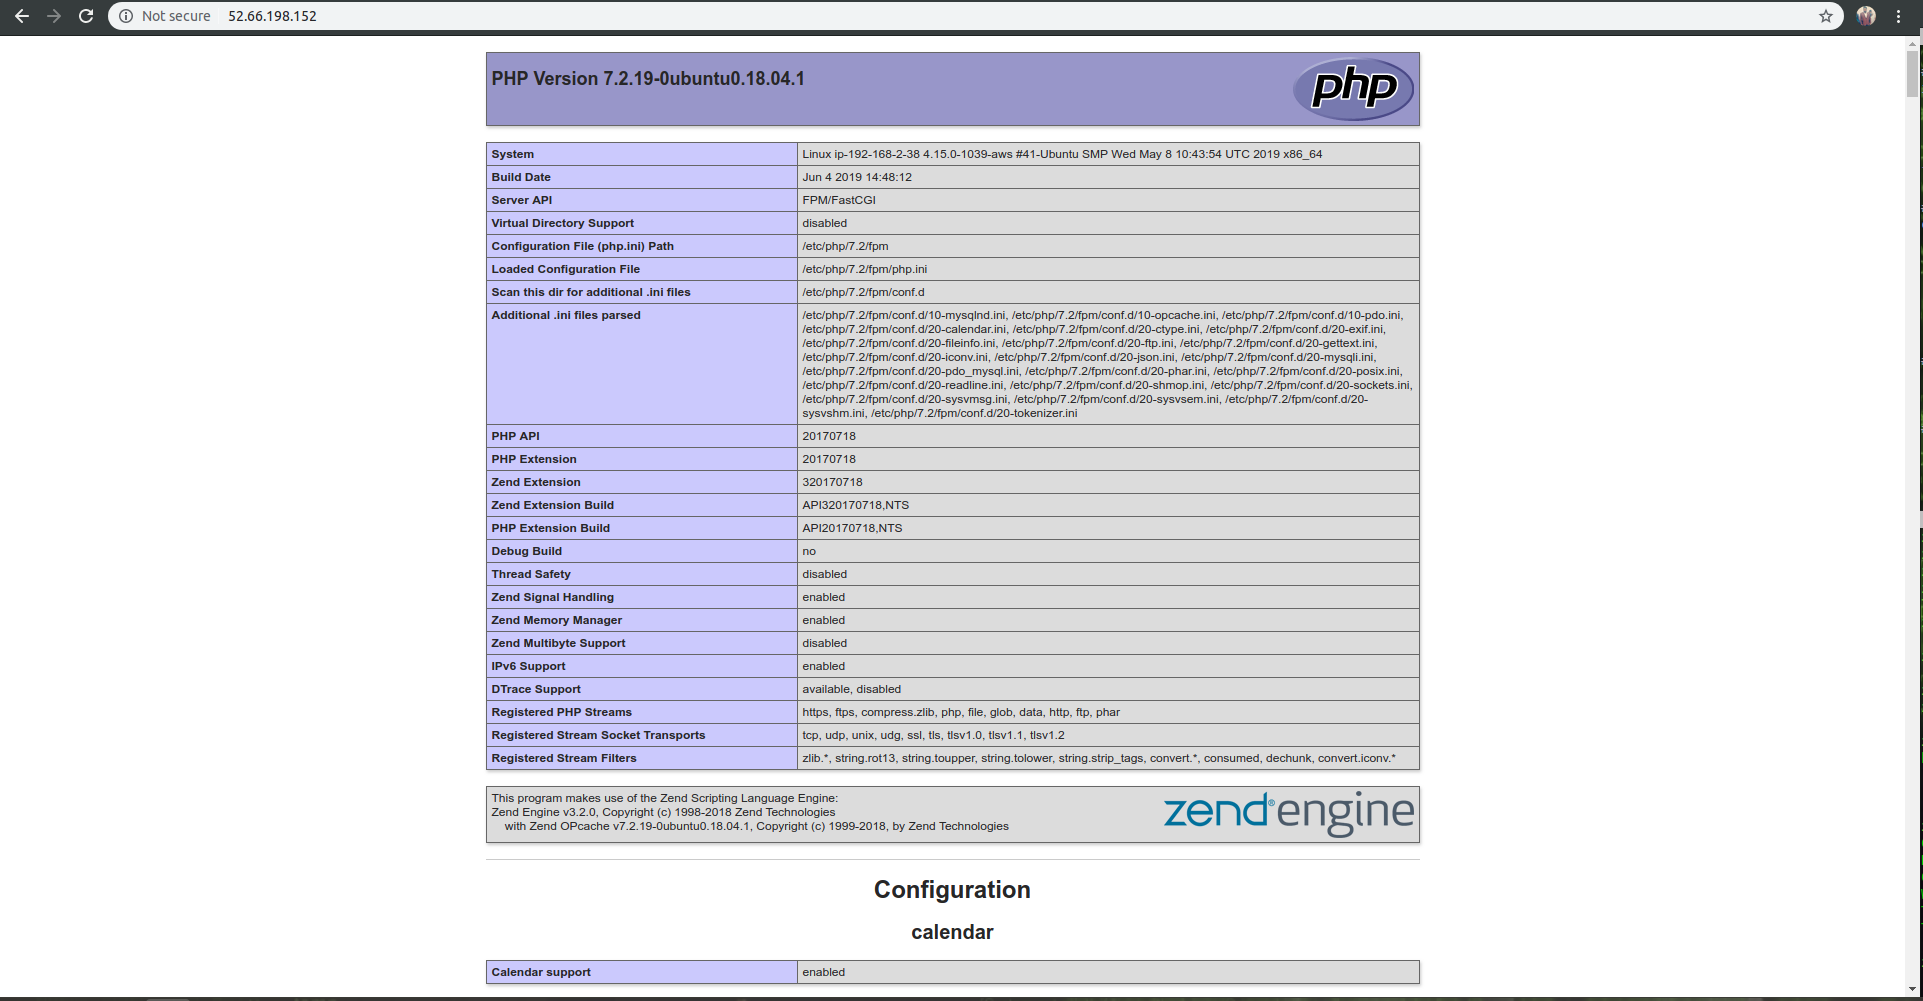 Not secure 52.66.198.152
PHP Version 7.2.19-0ubuntu0.18.04.1
php
System Linux ip-192-168-2-38 4.15.0-1039-aws #41-Ubuntu SMP Wed May 8 10:43:54 UTC 2019 x86_64
Build Date Jun 4 2019 14:48:12
Server API FPM/FastCGI
Virtual Directory Support disabled
Configuration File (php.ini) Path /etc/php/7.2/fpm
Loaded Configuration File /etc/php/7.2/fpm/php.ini
Scan this dir for additional .ini files /etc/php/7.2/fpm/conf.d
Additional .ini files parsed /etc/php/7.2/fpm/conf.d/10-mysqlnd.ini, /etc/php/7.2/fpm/conf.d/10-opcache.ini, /etc/php/7.2/fpm/conf.d/10-pdo.ini,
/etc/php/7.2/fpm/conf.d/20-calendar.ini, /etc/php/7.2/fpm/conf.d/20-ctype.ini, /etc/php/7.2/fpm/conf.d/20-exif.ini,
/etc/php/7.2/fpm/conf.d/20-fileinfo.ini, /etc/php/7.2/fpm/conf.d/20-ftp.ini, /etc/php/7.2/fpm/conf.d/20-gettext.ini,
/etc/php/7.2/fpm/conf.d/20-iconv.ini, /etc/php/7.2/fpm/conf.d/20-json.ini, /etc/php/7.2/fpm/conf.d/20-mysqli.ini,
/etc/php/7.2/fpm/conf.d/20-pdo_mysql.ini, /etc/php/7.2/fpm/conf.d/20-phar.ini, /etc/php/7.2/fpm/conf.d/20-posix.ini,
/etc/php/7.2/fpm/conf.d/20-readline.ini, /etc/php/7.2/fpm/conf.d/20-shmop.ini, /etc/php/7.2/fpm/conf.d/20-sockets.ini,
/etc/php/7.2/fpm/conf.d/20-sysvmsg.ini, /etc/php/7.2/fpm/conf.d/20-sysvsem.ini, /etc/php/7.2/fpm/conf.d/20-
sysvshm.ini, /etc/php/7.2/fpm/conf.d/20-tokenizer.ini
PHP API 20170718
PHP Extension 20170718
Zend Extension 320170718
Zend Extension Build API320170718,NTS
PHP Extension Build API20170718,NTS
Debug Build no
Thread Safety disabled
Zend Signal Handling enabled
Zend Memory Manager enabled
Zend Multibyte Support disabled
IPv6 Support enabled
DTrace Support available, disabled
Registered PHP Streams https, ftps, compress.zlib, php, file, glob, data, http, ftp, phar
Registered Stream Socket Transports tcp, udp, unix, udg, ssl, tls, tlsv1.0, tlsv1.1, tlsv1.2
Registered Stream Filters zlib.*, string.rot13, string.toupper, string.tolower, string.strip_tags, convert.*, consumed, dechunk, convert.iconv.*
This program makes use of the Zend Scripting Language Engine:
Zend Engine v3.2.0, Copyright (c) 1998-2018 Zend Technologies
with Zend OPcache v7.2.19-0ubuntu0.18.04.1, Copyright (c) 1999-2018, by Zend Technologies
zend® engine
Configuration
calendar
Calendar support enabled